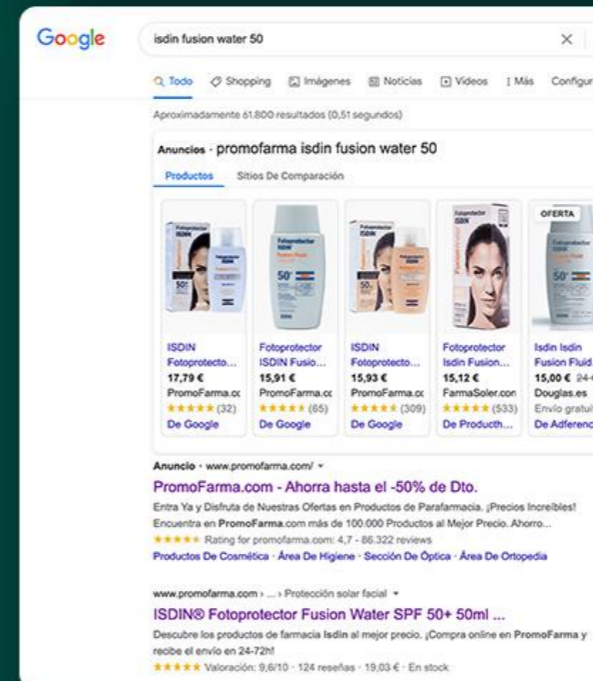 Google
isdin fusion water 50
Todo Shopping Imágenes Noticias Vídeos Más Configur
Aproximadamente 61.800 resultados (0,51 segundos)
Anuncios · promofarma isdin fusion water 50
Productos Sitios De Comparación
OFERTA
ISDIN
Fotoprotecto...
17,79 €
PromoFarma.cc
(32)
De Google
Fotoprotector
ISDIN Fusio...
15,91 €
PromoFarma.cc
(65)
De Google
ISDIN
Fotoprotecto...
15,93 €
PromoFarma.cc
(309)
De Google
Fotoprotector
Isdin Fusion...
15,12 €
FarmaSoler.con
(533)
De Producth...
Isdin Isdin
Fusion Fluid
15,00 €
Douglas.es
Envío gratui
De Adferenc
Anuncio · www.promofarma.com/
PromoFarma.com - Ahorra hasta el -50% de Dto.
Entra Ya y Disfruta de Nuestras Ofertas en Productos de Parafarmacia. ¡Precios Increíbles!
Encuentra en PromoFarma.com más de 100.000 Productos al Mejor Precio. Ahorro...
Rating for promofarma.com: 4,7 - 86.322 reviews
Productos De Cosmética · Área De Higiene · Sección De Óptica · Área De Ortopedia
www.promofarma.com › ... › Protección solar facial
ISDIN® Fotoprotector Fusion Water SPF 50+ 50ml ...
Descubre los productos de farmacia Isdin al mejor precio. ¡Compra online en PromoFarma y
recibe el envío en 24-72h!
Valoración: 9,6/10 · 124 reseñas · 19,03 € · En stock